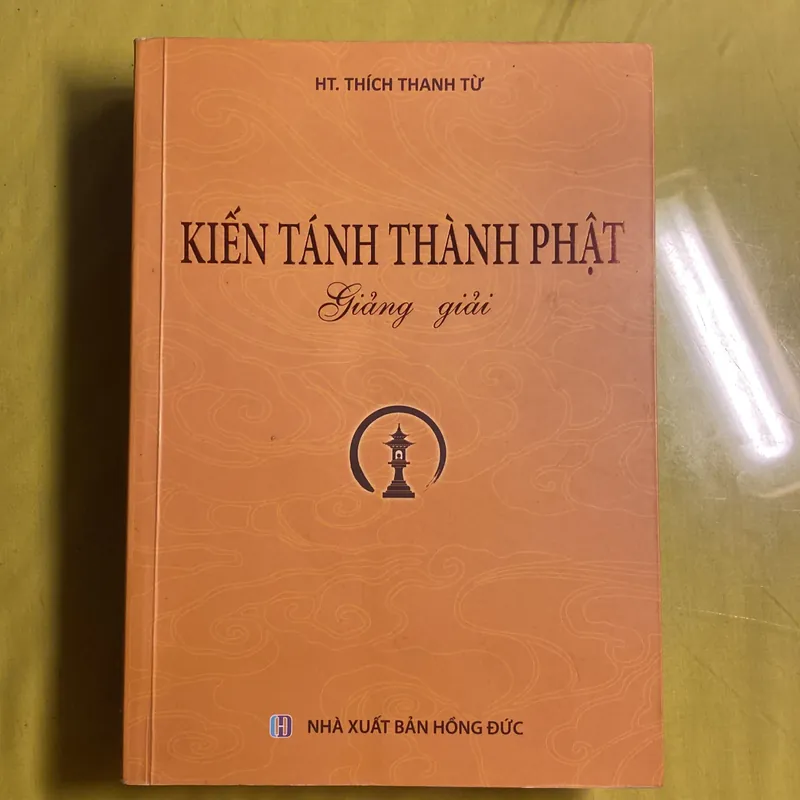 HT. THÍCH THANH TỪ
KIẾN TÁNH THÀNH PHẬT
Giảng giải
NHÀ XUẤT BẢN HỒNG ĐỨC